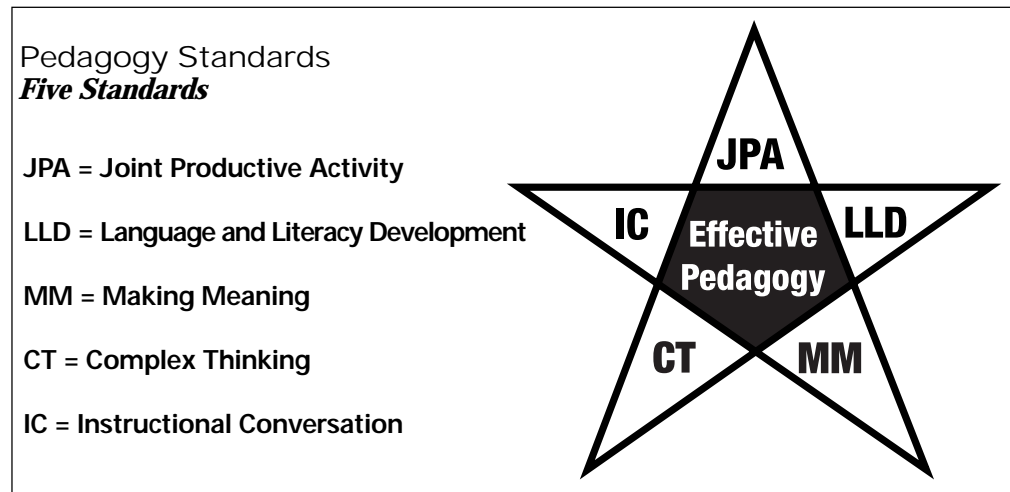 Pedagogy Standards
Five Standards
JPA = Joint Productive Activity
LLD = Language and Literacy Development
MM = Making Meaning
CT = Complex Thinking
IC = Instructional Conversation
JPA
IC
Effective
Pedagogy
LLD
CT
MM